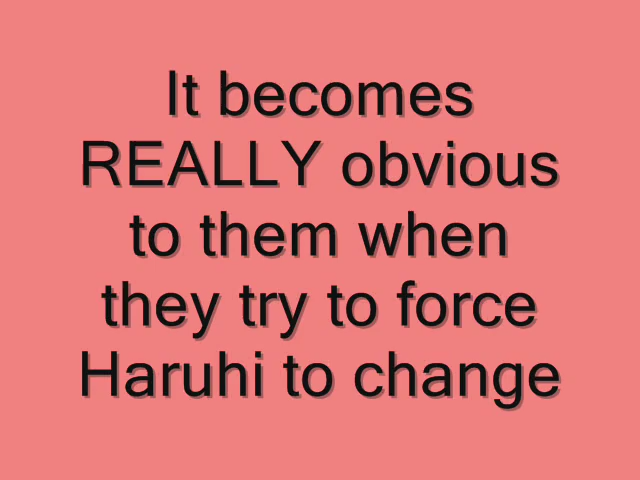 It becomes
REALLY obvious
to them when
they try to force
Haruhi to change